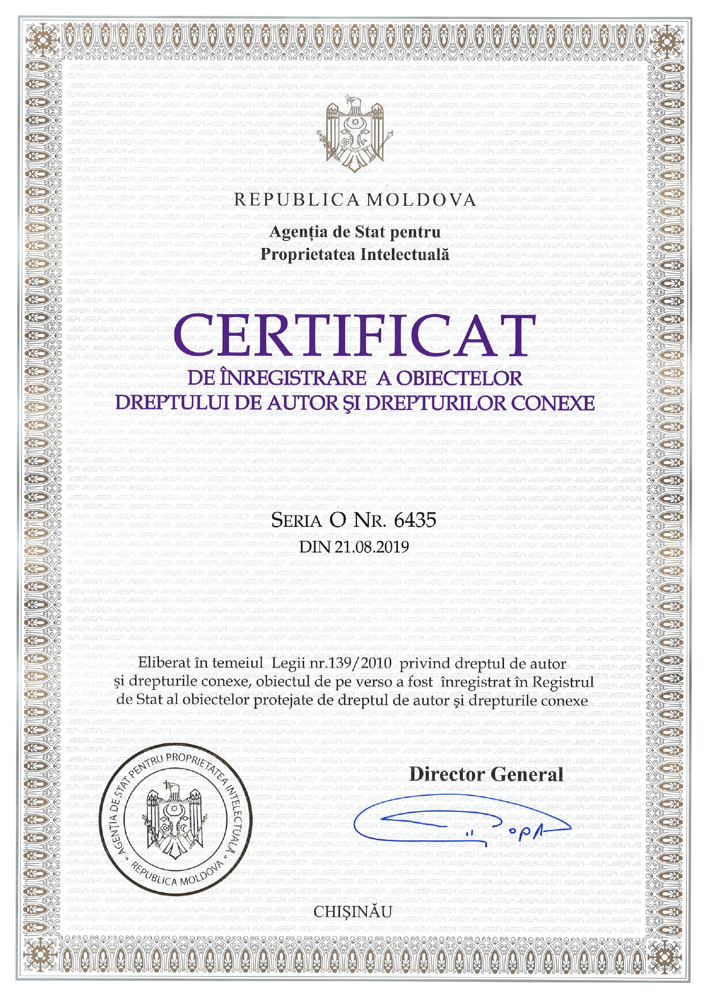 REPUBLICA MOLDOVA
Agenția de Stat pentru
Proprietatea Intelectuală
CERTIFICAT
DE ÎNREGISTRARE A OBIECTELOR
DREPTULUI DE AUTOR ŞI DREPTURILOR CONEXE
SERIA O NR. 6435
DIN 21.08.2019
Eliberat în temeiul Legii nr.139/2010 privind dreptul de autor
şi drepturile conexe, obiectul de pe verso a fost înregistrat în Registrul
de Stat al obiectelor protejate de dreptul de autor şi drepturile conexe
AGENȚIA DE STAT PENTRU PROPRIETATEA INTELECTUALĂ
* REPUBLICA MOLDOVA *
Director General
CHIŞINĂU